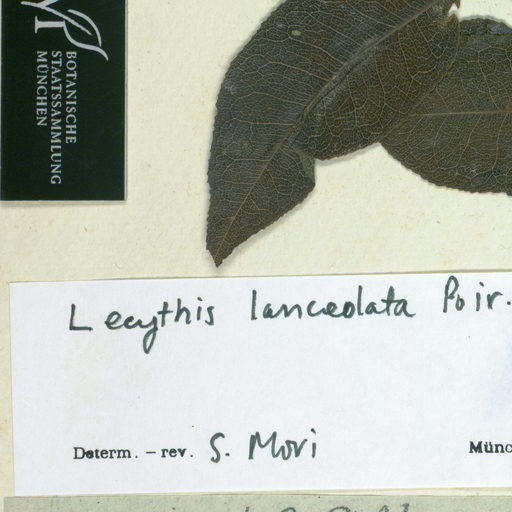 BOTANISCHE
STAATSSAMMLUNG
MÜNCHEN
Lecythis lanceolata Poir.
Determ. – rev. S. Mori
Münc